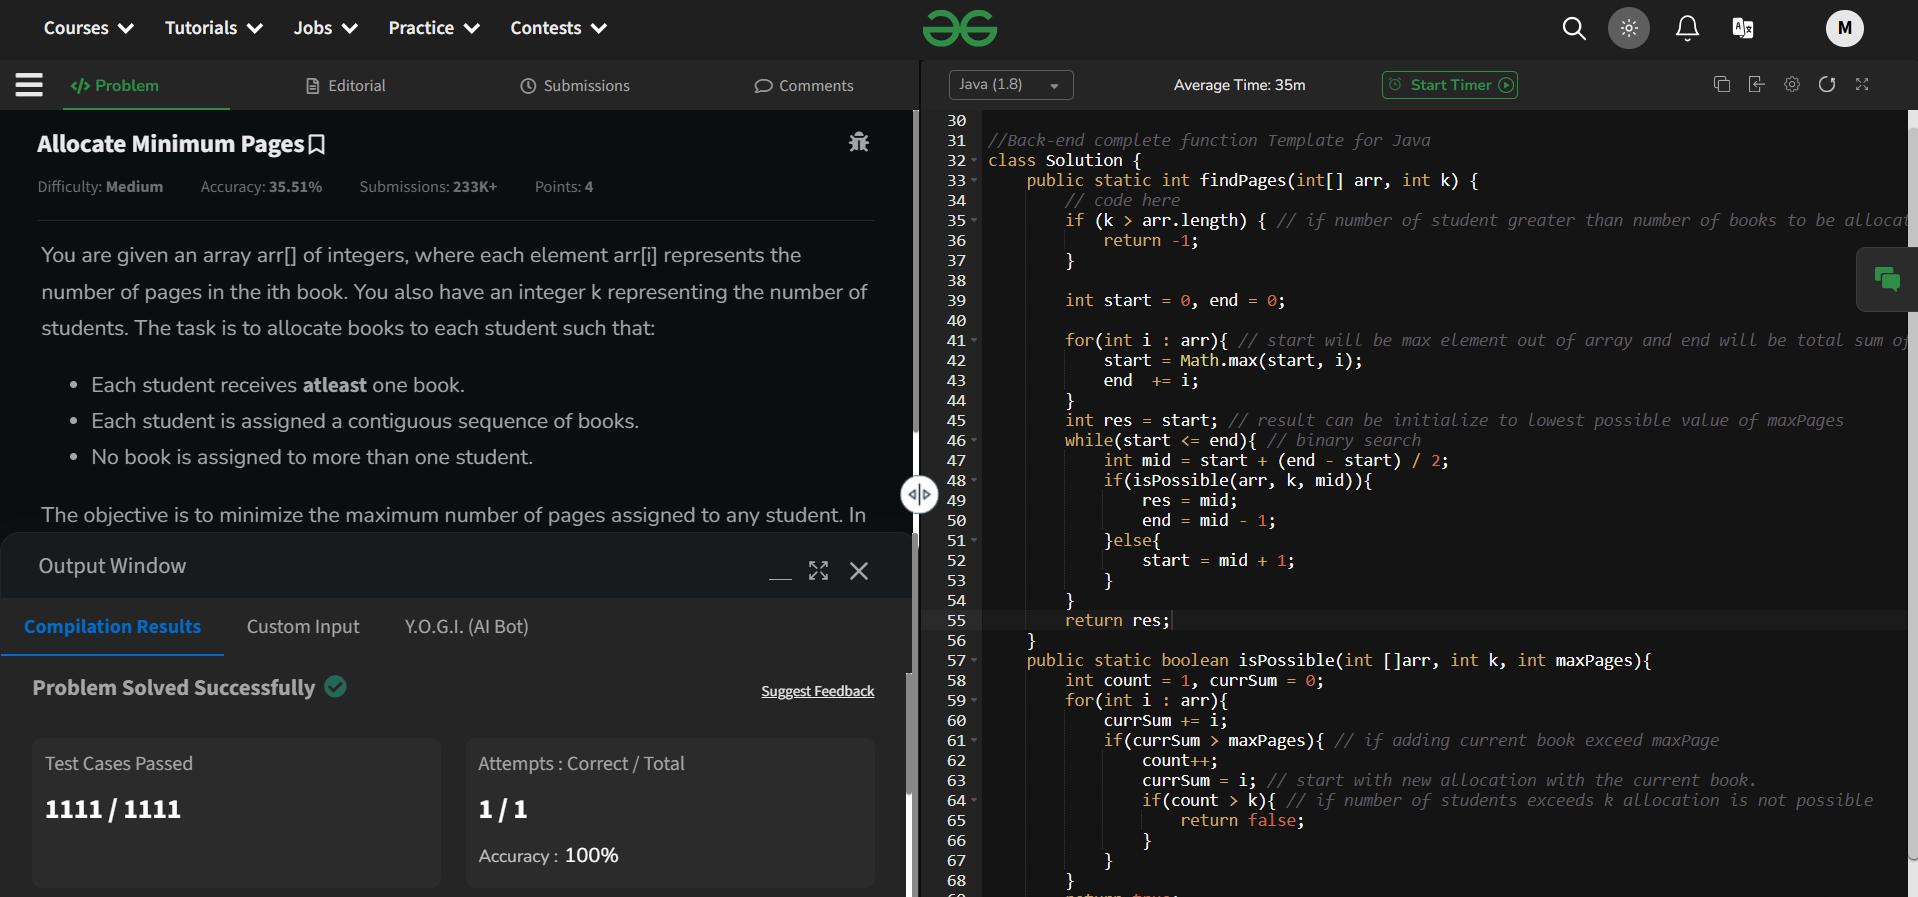 Courses Tutorials Jobs Practice Contests
M
Problem Editorial Submissions Comments
Allocate Minimum Pages
Difficulty: Medium Accuracy: 35.51% Submissions: 233K+ Points: 4
You are given an array arr[] of integers, where each element arr[i] represents the
number of pages in the ith book. You also have an integer k representing the number of
students. The task is to allocate books to each student such that:
• Each student receives atleast one book.
• Each student is assigned a contiguous sequence of books.
• No book is assigned to more than one student.
The objective is to minimize the maximum number of pages assigned to any student. In
Output Window
Compilation Results Custom Input Y.O.G.I. (AI Bot)
Problem Solved Successfully
Suggest Feedback
Test Cases Passed
1111 / 1111
Attempts : Correct / Total
1 / 1
Accuracy : 100%
Java (1.8) Average Time: 35m Start Timer
30
31 //Back-end complete function Template for Java
32 class Solution {
33 public static int findPages(int[] arr, int k) {
34 // code here
35 if (k > arr.length) { // if number of student greater than number of books to be allocat
36 return -1;
37 }
38
39 int start = 0, end = 0;
40
41 for(int i : arr){ // start will be max element out of array and end will be total sum of
42 start = Math.max(start, i);
43 end += i;
44 }
45 int res = start; // result can be initialize to lowest possible value of maxPages
46 while(start <= end){ // binary search
47 int mid = start + (end - start) / 2;
48 if(isPossible(arr, k, mid)){
49 res = mid;
50 end = mid - 1;
51 }else{
52 start = mid + 1;
53 }
54 }
55 return res;
56 }
57 public static boolean isPossible(int []arr, int k, int maxPages){
58 int count = 1, currSum = 0;
59 for(int i : arr){
60 currSum += i;
61 if(currSum > maxPages){ // if adding current book exceed maxPage
62 count++;
63 currSum = i; // start with new allocation with the current book.
64 if(count > k){ // if number of students exceeds k allocation is not possible
65 return false;
66 }
67 }
68 }